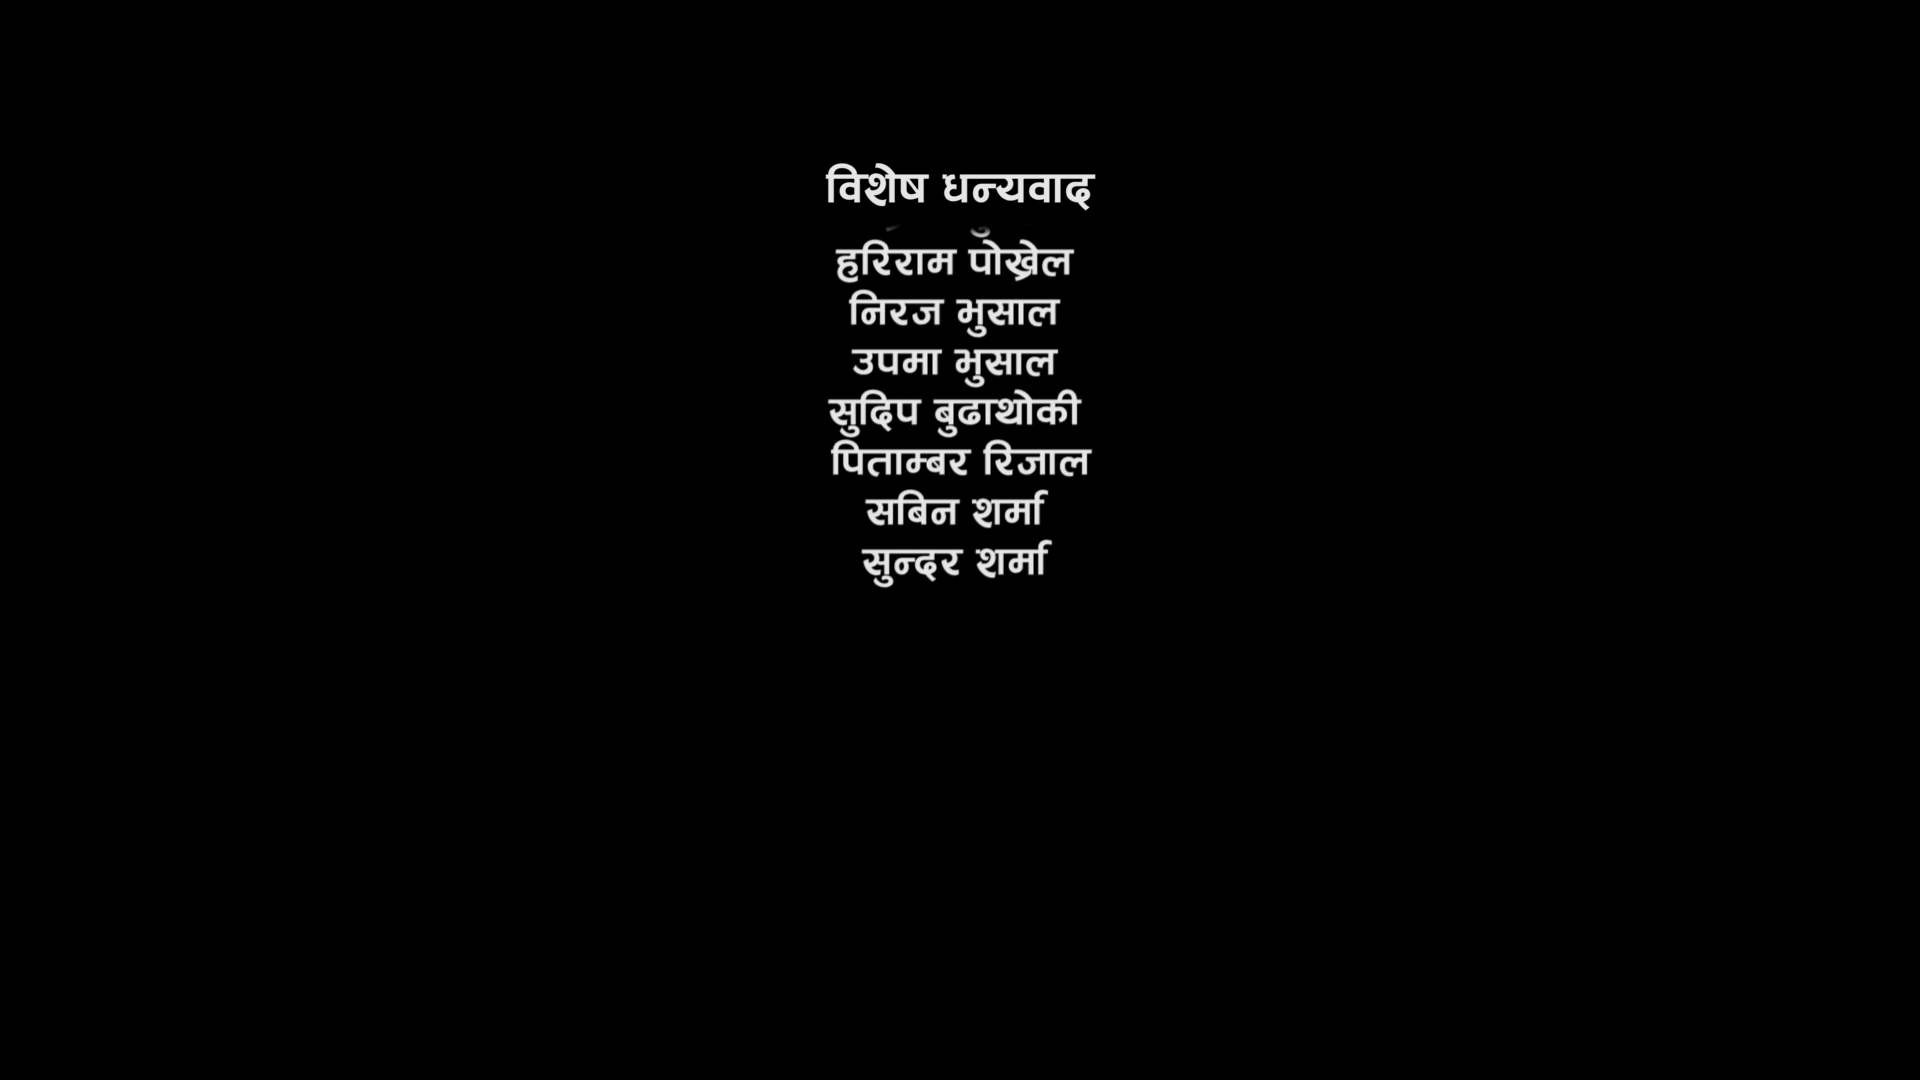 विशेष धन्यवाद
हरिराम पोख्रेल
निरज भुसाल
उपमा भुसाल
सुदिप बुढाथोकी
पिताम्बर रिजाल
सबिन शर्मा
सुन्दर शर्मा